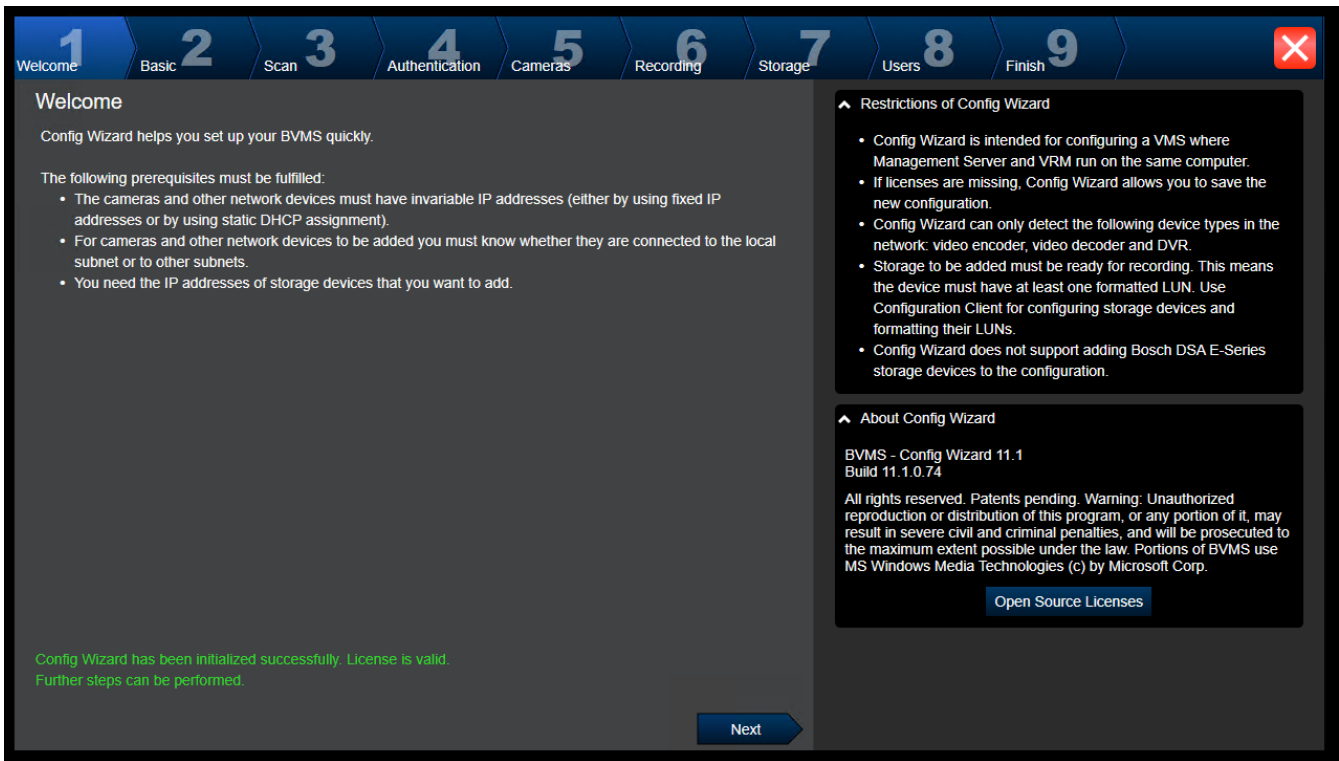 1
Welcome
2
Basic
3
Scan
4
Authentication
5
Cameras
6
Recording
7
Storage
8
Users
9
Finish
Welcome
Config Wizard helps you set up your BVMS quickly.
The following prerequisites must be fulfilled:
• The cameras and other network devices must have invariable IP addresses (either by using fixed IP
addresses or by using static DHCP assignment).
• For cameras and other network devices to be added you must know whether they are connected to the local
subnet or to other subnets.
• You need the IP addresses of storage devices that you want to add.
Config Wizard has been initialized successfully. License is valid.
Further steps can be performed.
Next
Restrictions of Config Wizard
• Config Wizard is intended for configuring a VMS where
Management Server and VRM run on the same computer.
• If licenses are missing, Config Wizard allows you to save the
new configuration.
• Config Wizard can only detect the following device types in the
network: video encoder, video decoder and DVR.
• Storage to be added must be ready for recording. This means
the device must have at least one formatted LUN. Use
Configuration Client for configuring storage devices and
formatting their LUNs.
• Config Wizard does not support adding Bosch DSA E-Series
storage devices to the configuration.
About Config Wizard
BVMS - Config Wizard 11.1
Build 11.1.0.74
All rights reserved. Patents pending. Warning: Unauthorized
reproduction or distribution of this program, or any portion of it, may
result in severe civil and criminal penalties, and will be prosecuted to
the maximum extent possible under the law. Portions of BVMS use
MS Windows Media Technologies (c) by Microsoft Corp.
Open Source Licenses